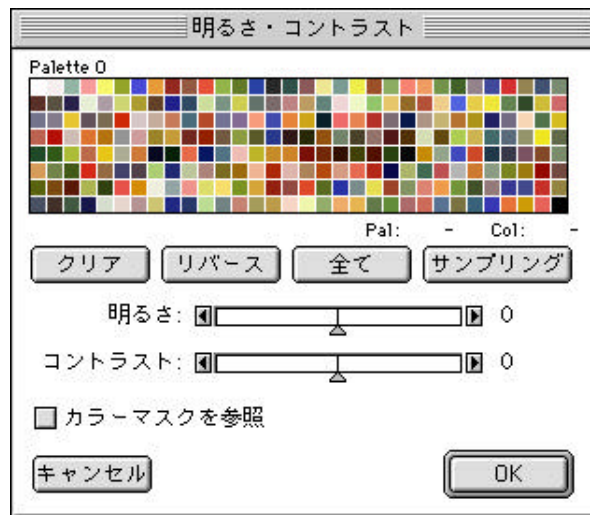 明るさ・コントラスト
Palette 0
Pal: - Col: -
クリア リバース 全て サンプリング
明るさ: 0
コントラスト: 0
カラーマスクを参照
キャンセル OK